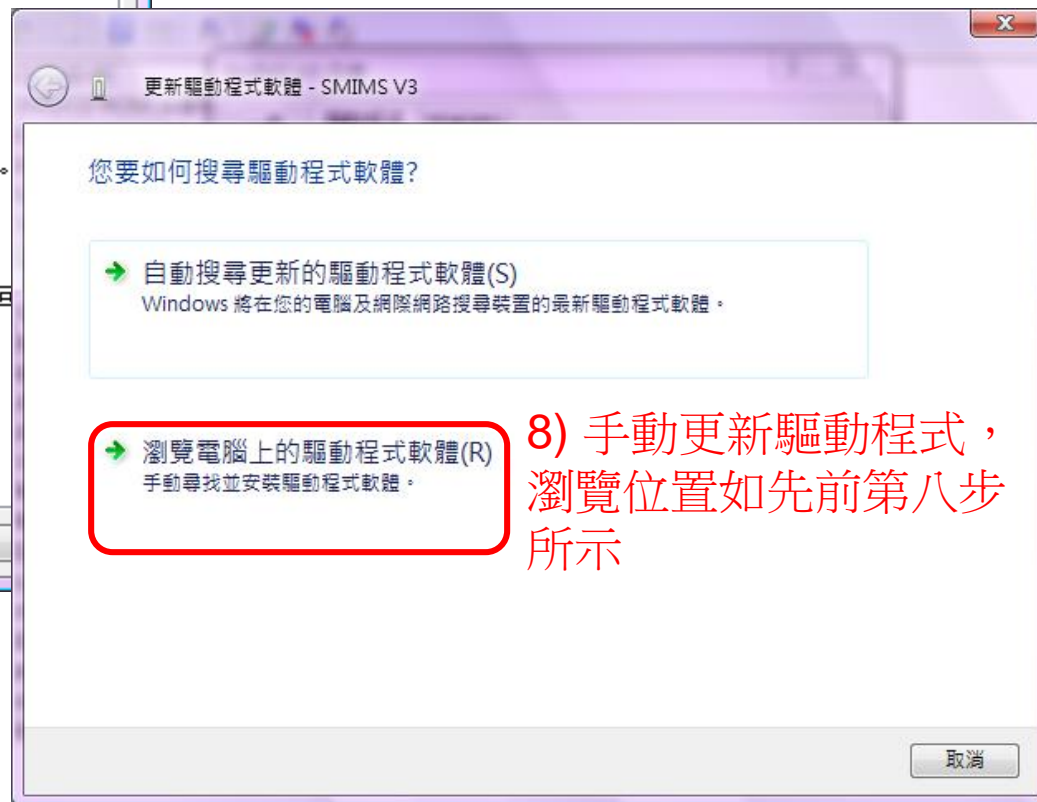 更新驅動程式軟體 - SMIMS V3
您要如何搜尋驅動程式軟體?
自動搜尋更新的驅動程式軟體(S)
Windows 將在您的電腦及網際網路搜尋裝置的最新驅動程式軟體。
瀏覽電腦上的驅動程式軟體(R)
手動尋找並安裝驅動程式軟體。
8) 手動更新驅動程式，
瀏覽位置如先前第八步
所示
取消